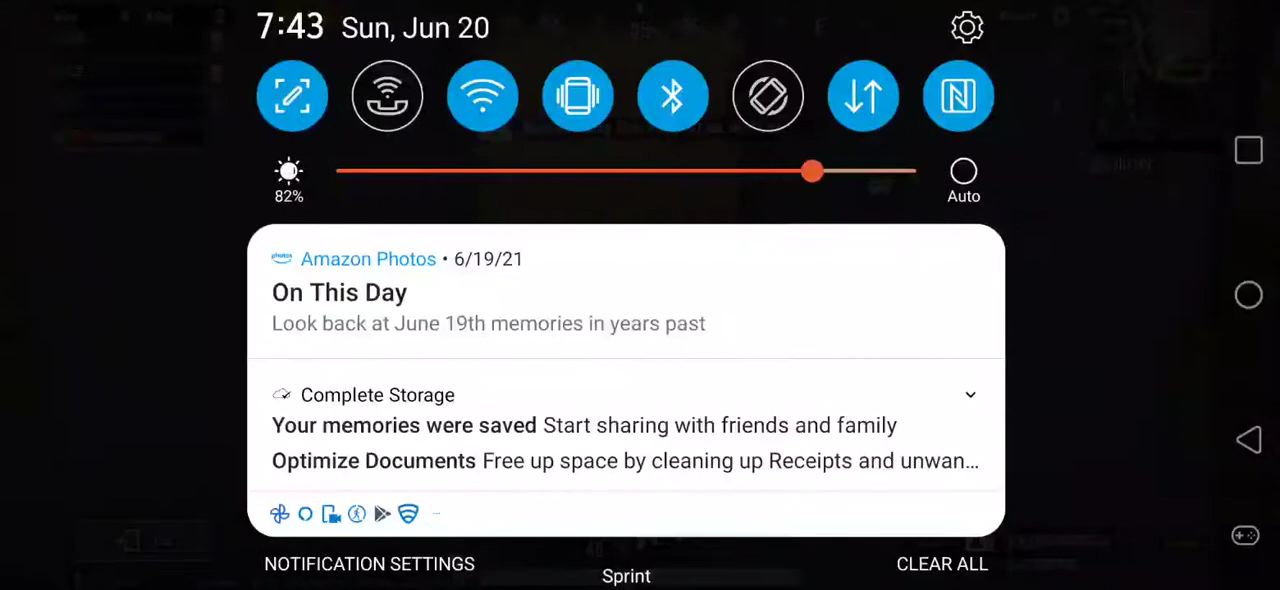 7:43 Sun, Jun 20
82%
Auto
photos Amazon Photos • 6/19/21
On This Day
Look back at June 19th memories in years past
Complete Storage
Your memories were saved Start sharing with friends and family
Optimize Documents Free up space by cleaning up Receipts and unwan...
NOTIFICATION SETTINGS
CLEAR ALL
Sprint